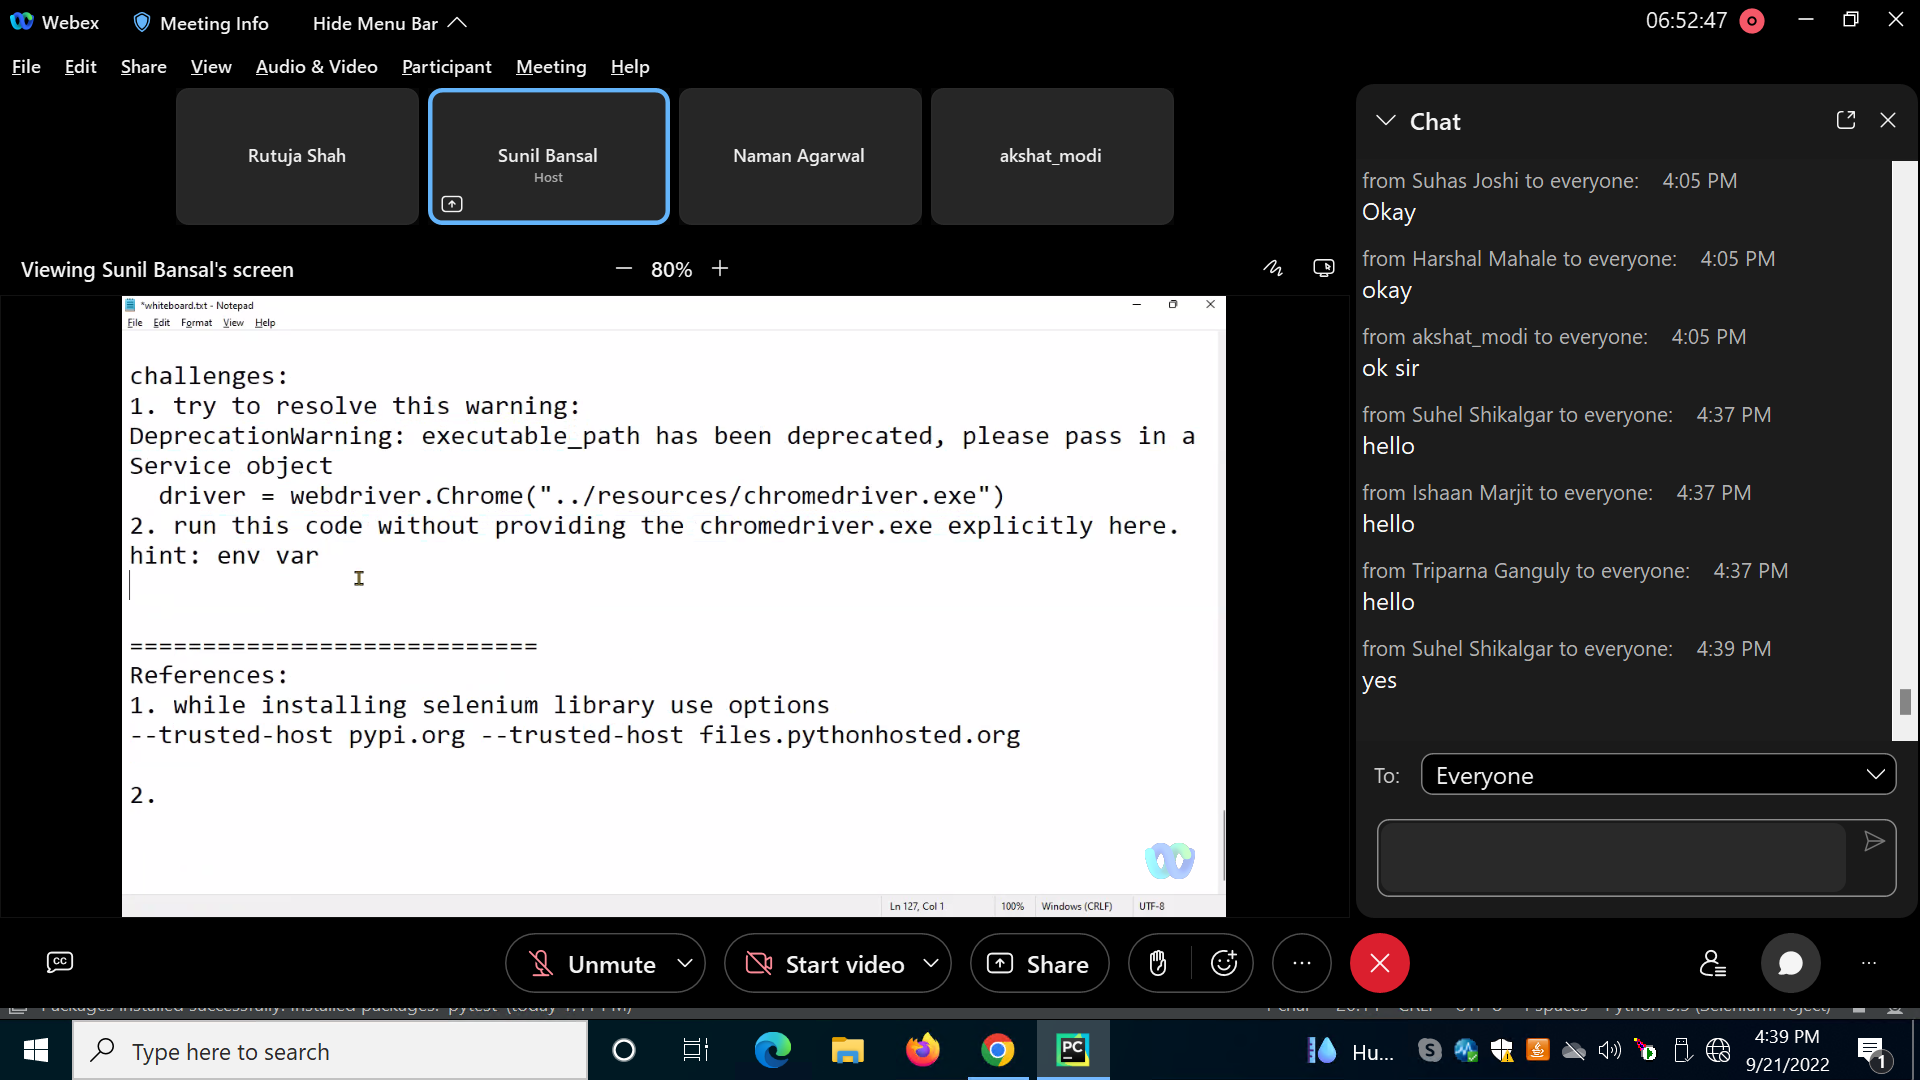 Webex
Meeting Info
Hide Menu Bar
06:52:47
File Edit Share View Audio & Video Participant Meeting Help
Rutuja Shah
Sunil Bansal
Host
Naman Agarwal
akshat_modi
Viewing Sunil Bansal's screen
80%
*whiteboard.txt - Notepad
File Edit Format View Help
challenges:
1. try to resolve this warning:
DeprecationWarning: executable_path has been deprecated, please pass in a
Service object
driver = webdriver.Chrome("../resources/chromedriver.exe")
2. run this code without providing the chromedriver.exe explicitly here.
hint: env var
============================
References:
1. while installing selenium library use options
--trusted-host pypi.org --trusted-host files.pythonhosted.org
2.
Ln 127, Col 1 100% Windows (CRLF) UTF-8
Chat
from Suhas Joshi to everyone: 4:05 PM
Okay
from Harshal Mahale to everyone: 4:05 PM
okay
from akshat_modi to everyone: 4:05 PM
ok sir
from Suhel Shikalgar to everyone: 4:37 PM
hello
from Ishaan Marjit to everyone: 4:37 PM
hello
from Triparna Ganguly to everyone: 4:37 PM
hello
from Suhel Shikalgar to everyone: 4:39 PM
yes
To: Everyone
CC
Unmute
Start video
Share
Type here to search
PC
Hu...
4:39 PM
9/21/2022
1